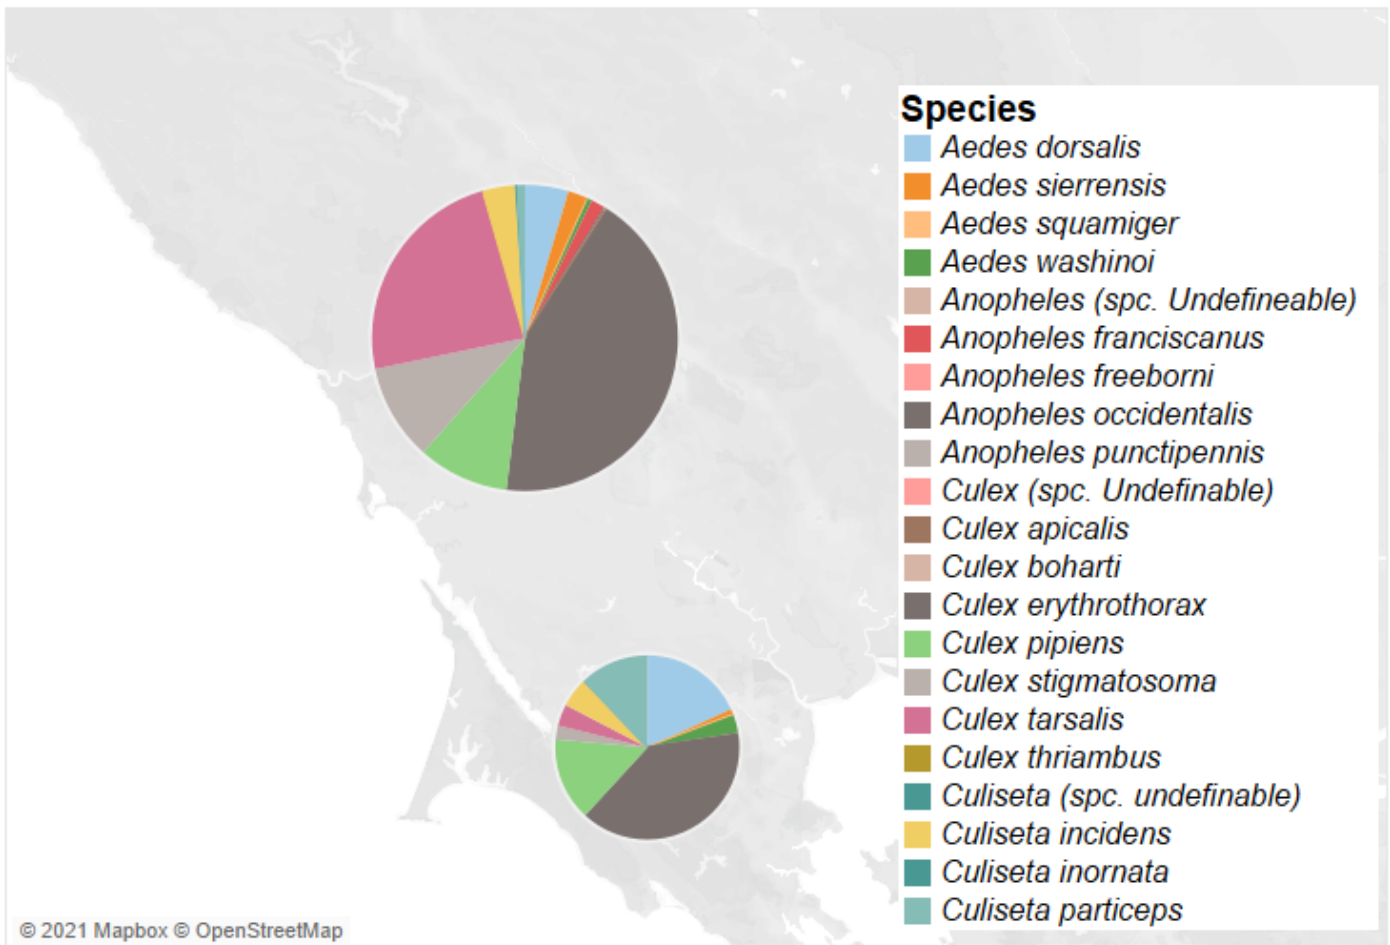 Species
Aedes dorsalis
Aedes sierrensis
Aedes squamiger
Aedes washinoi
Anopheles (spc. Undefineable)
Anopheles franciscanus
Anopheles freeborni
Anopheles occidentalis
Anopheles punctipennis
Culex (spc. Undefinable)
Culex apicalis
Culex boharti
Culex erythrothorax
Culex pipiens
Culex stigmatosoma
Culex tarsalis
Culex thriambus
Culiseta (spc. undefinable)
Culiseta incidens
Culiseta inornata
Culiseta particeps
© 2021 Mapbox © OpenStreetMap